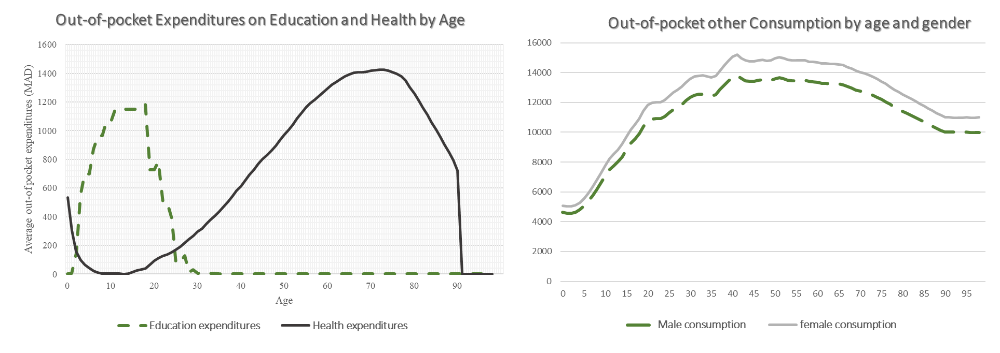 Out-of-pocket Expenditures on Education and Health by Age
Average out-of pocket expenditures (MAD)
1600
1400
1200
1000
800
600
400
200
0
0 10 20 30 40 50 60 70 80 90
Age
Education expenditures Health expenditures
Out-of-pocket other Consumption by age and gender
16000
14000
12000
10000
8000
6000
4000
2000
0
0 5 10 15 20 25 30 35 40 45 50 55 60 65 70 75 80 85 90 95
Male consumption female consumption